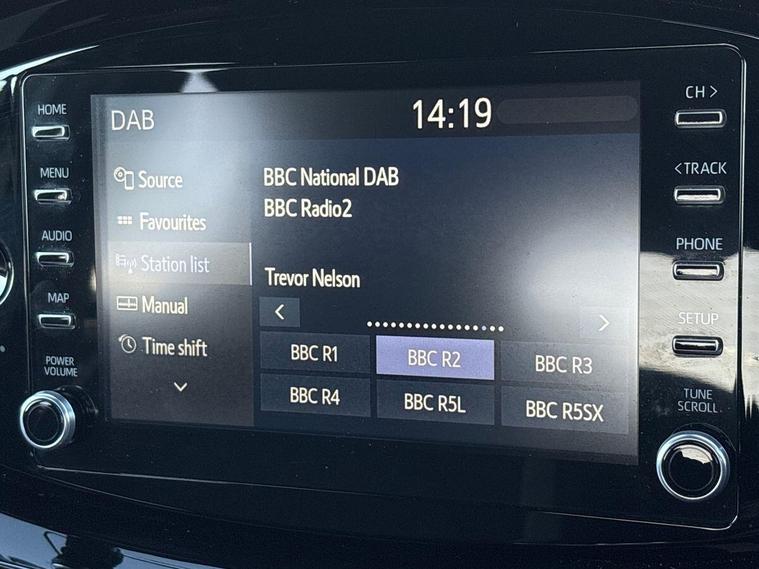 HOME
MENU
AUDIO
MAP
POWER
VOLUME
DAB
14:19
Source
Favourites
Station list
Manual
Time shift
BBC National DAB
BBC Radio2
Trevor Nelson
BBC R1
BBC R2
BBC R3
BBC R4
BBC R5L
BBC R5SX
CH >
< TRACK
PHONE
SETUP
TUNE
SCROLL